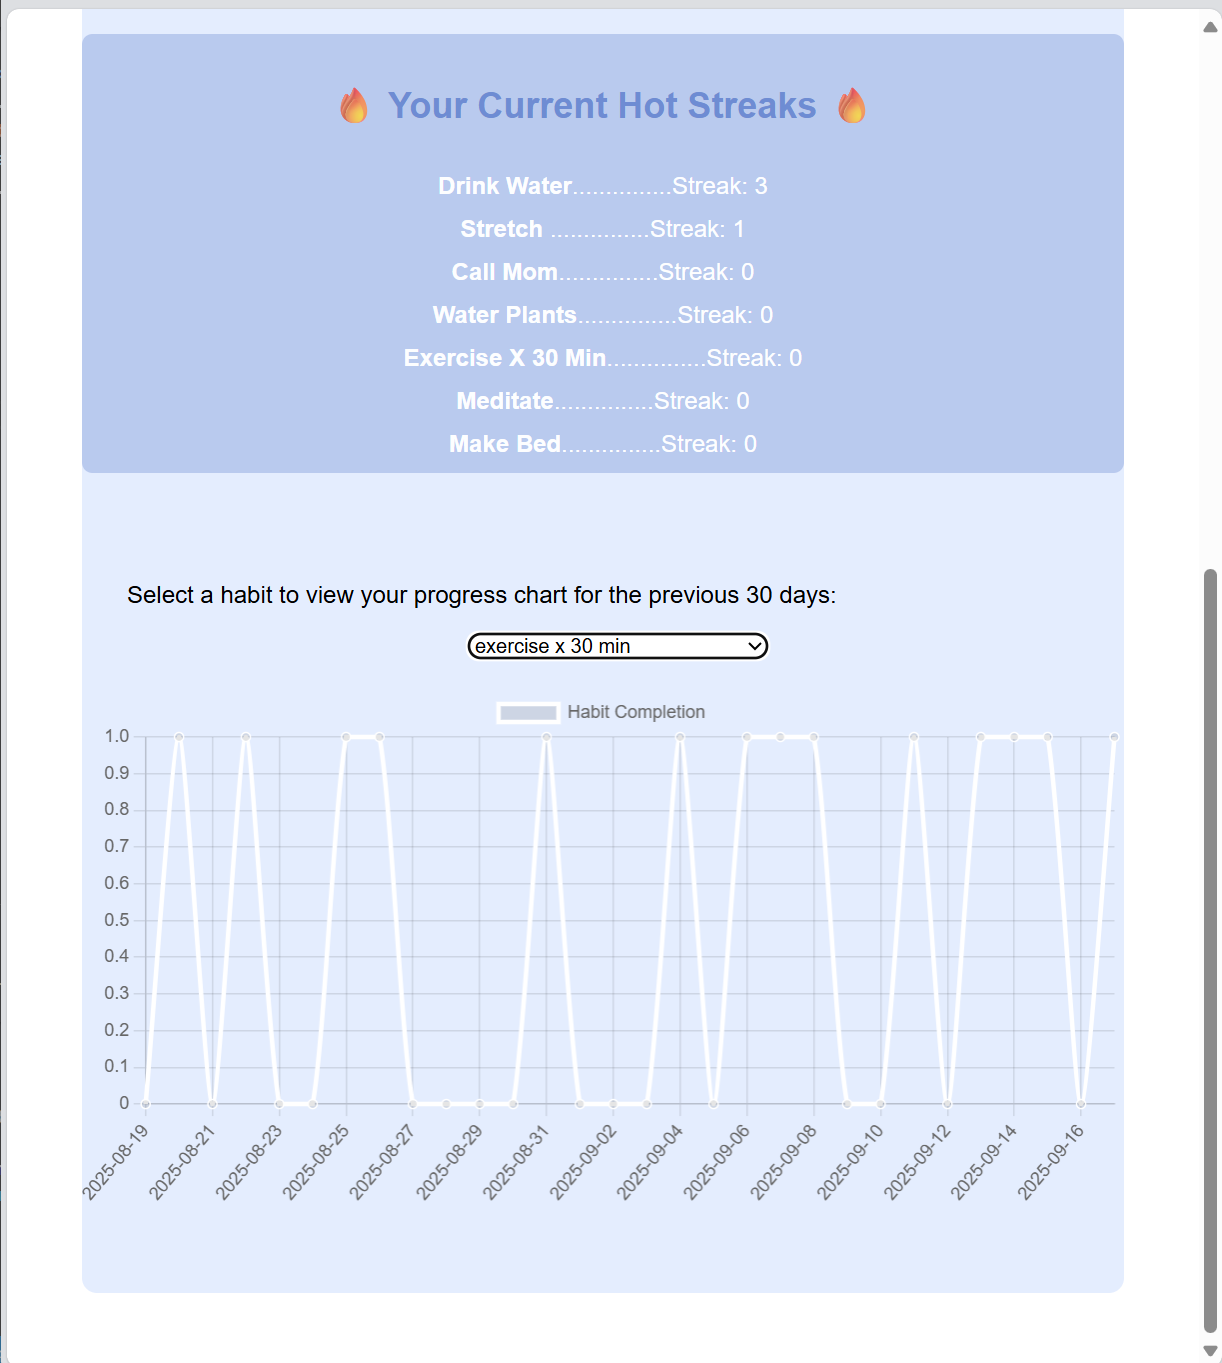 🔥 Your Current Hot Streaks 🔥
Drink Water...............Streak: 3
Stretch ...............Streak: 1
Call Mom...............Streak: 0
Water Plants...............Streak: 0
Exercise X 30 Min...............Streak: 0
Meditate...............Streak: 0
Make Bed...............Streak: 0
Select a habit to view your progress chart for the previous 30 days:
exercise x 30 min
Habit Completion
1.0
0.9
0.8
0.7
0.6
0.5
0.4
0.3
0.2
0.1
0
2025-08-19
2025-08-21
2025-08-23
2025-08-25
2025-08-27
2025-08-29
2025-08-31
2025-09-02
2025-09-04
2025-09-06
2025-09-08
2025-09-10
2025-09-12
2025-09-14
2025-09-16